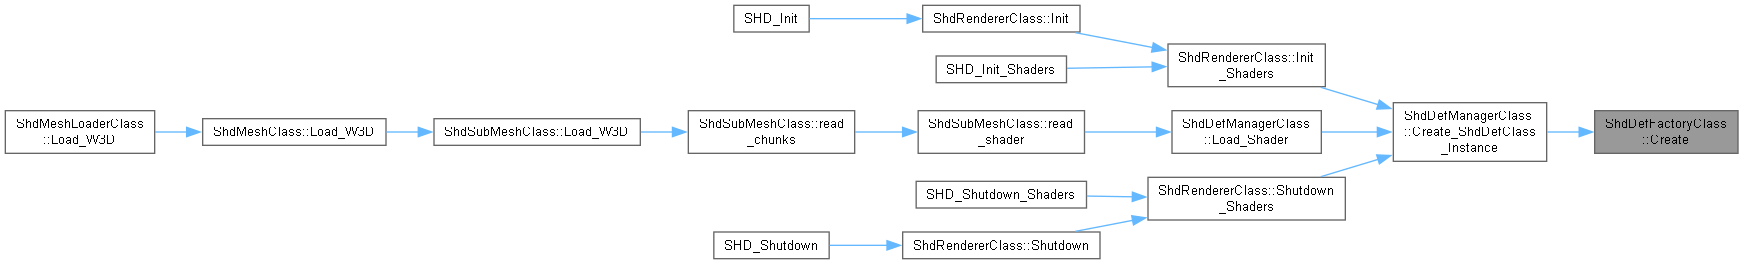 SHD_Init
ShdRendererClass::Init
ShdRendererClass::Init
_Shaders
SHD_Init_Shaders
ShdMeshLoaderClass
::Load_W3D
ShdMeshClass::Load_W3D
ShdSubMeshClass::Load_W3D
ShdSubMeshClass::read
_chunks
ShdSubMeshClass::read
_shader
ShdDefManagerClass
::Load_Shader
ShdDefManagerClass
::Create_ShdDefClass
_Instance
ShdDefFactoryClass
::Create
SHD_Shutdown_Shaders
ShdRendererClass::Shutdown
_Shaders
SHD_Shutdown
ShdRendererClass::Shutdown